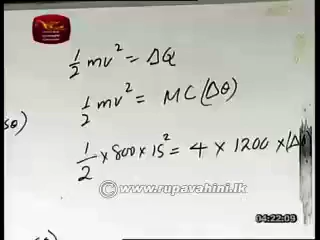 ½ mv² = ΔQ
½ mv² = MC(Δθ)
sθ)
½ × 800 × 15² = 4 × 1200 × (Δ
www.rupavahini.lk
04:22:09